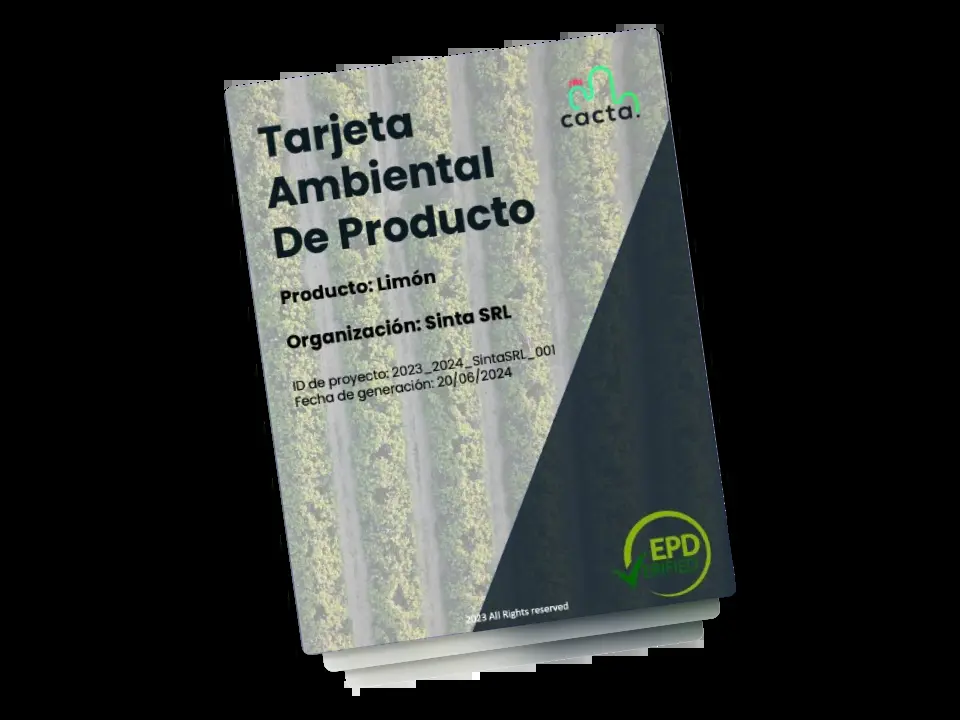 cacta.
Tarjeta
Ambiental
De Producto
Producto: Limón
Organización: Sinta SRL
ID de proyecto: 2023_2024_SintaSRL_001
Fecha de generación: 20/06/2024
EPD
VERIFIED
2023 All Rights reserved